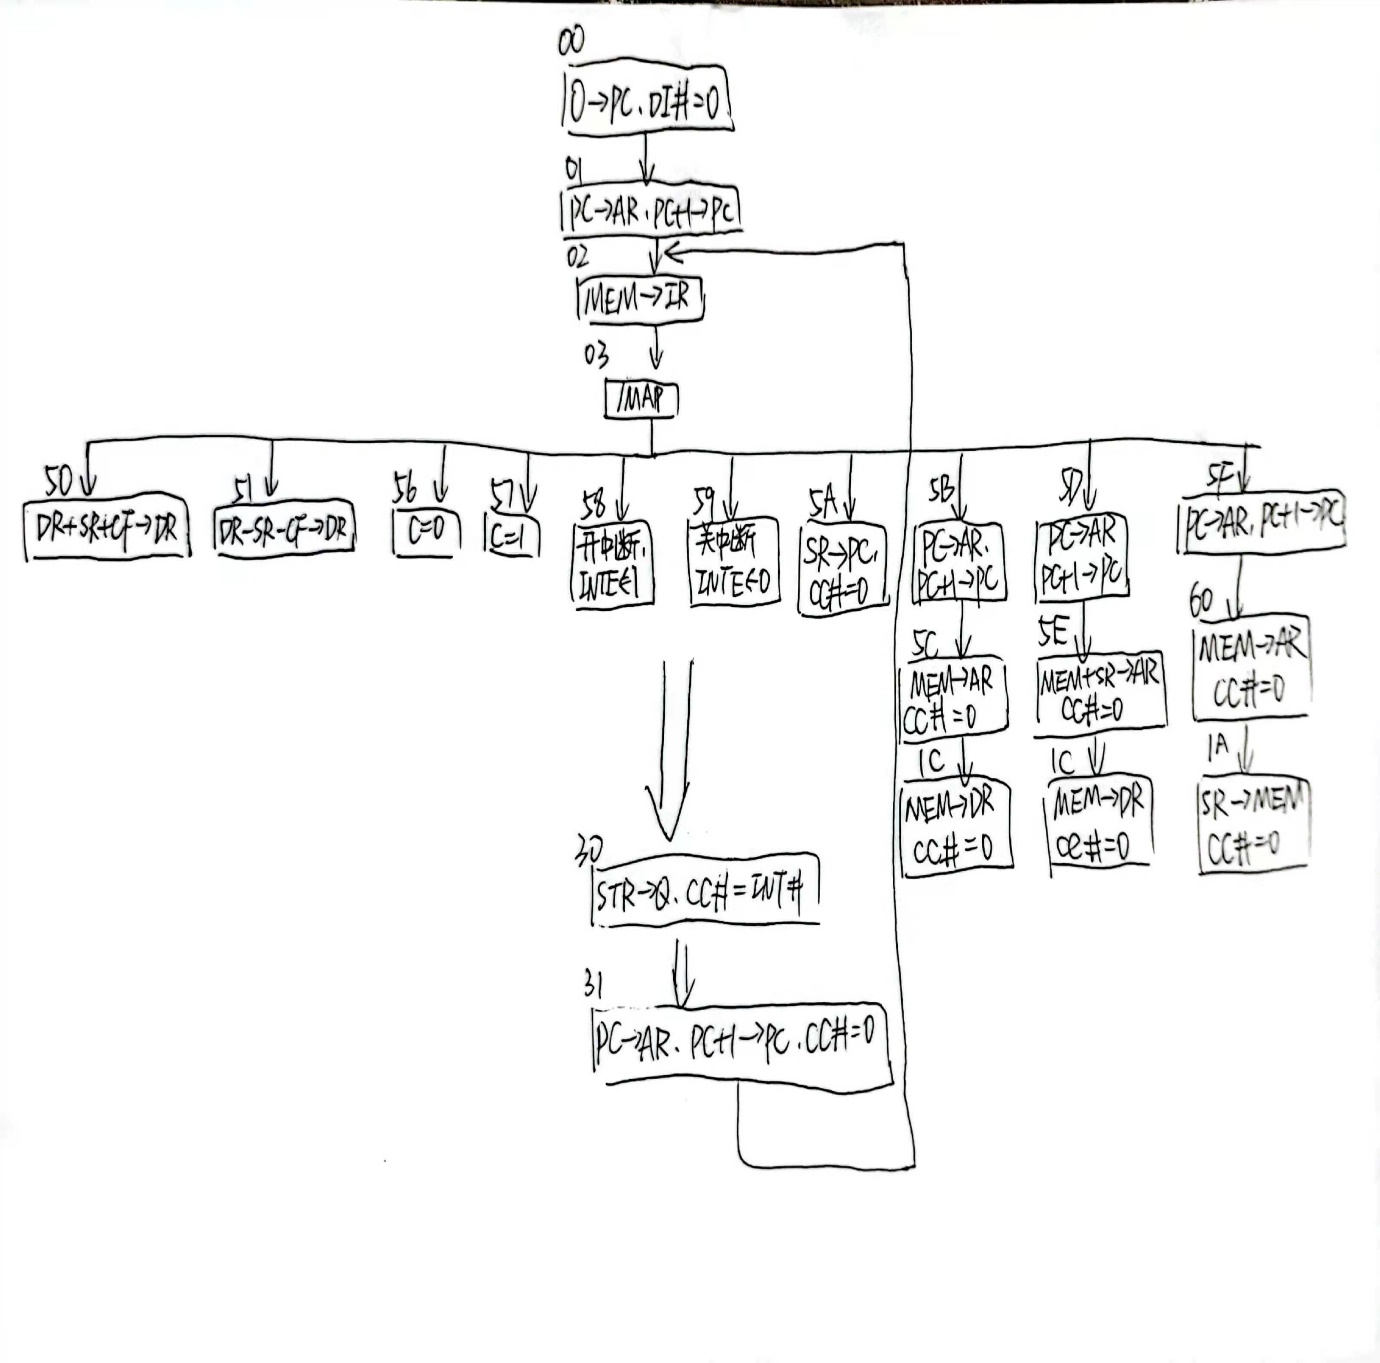 00
0→PC、DI#=0
01
PC→AR、PC+1→PC
02
MEM→IR
03
/MAP
50
DR+SR+CF→DR
51
DR-SR-CF→DR
56
C=0
57
C=1
58
开中断、
INTE←1
59
关中断
INTE←0
5A
SR→PC、
CC#=0
5B
PC→AR、
PC+1→PC
5C
MEM→AR
CC#=0
1C
MEM→DR
CC#=0
5D
PC→AR
PC+1→PC
5E
MEM+SR→AR
CC#=0
1C
MEM→DR
CC#=0
5F
PC→AR、PC+1→PC
60
MEM→AR
CC#=0
1A
SR→MEM
CC#=0
30
STR→Q、CC#=INT#
31
PC→AR、PC+1→PC、CC#=0